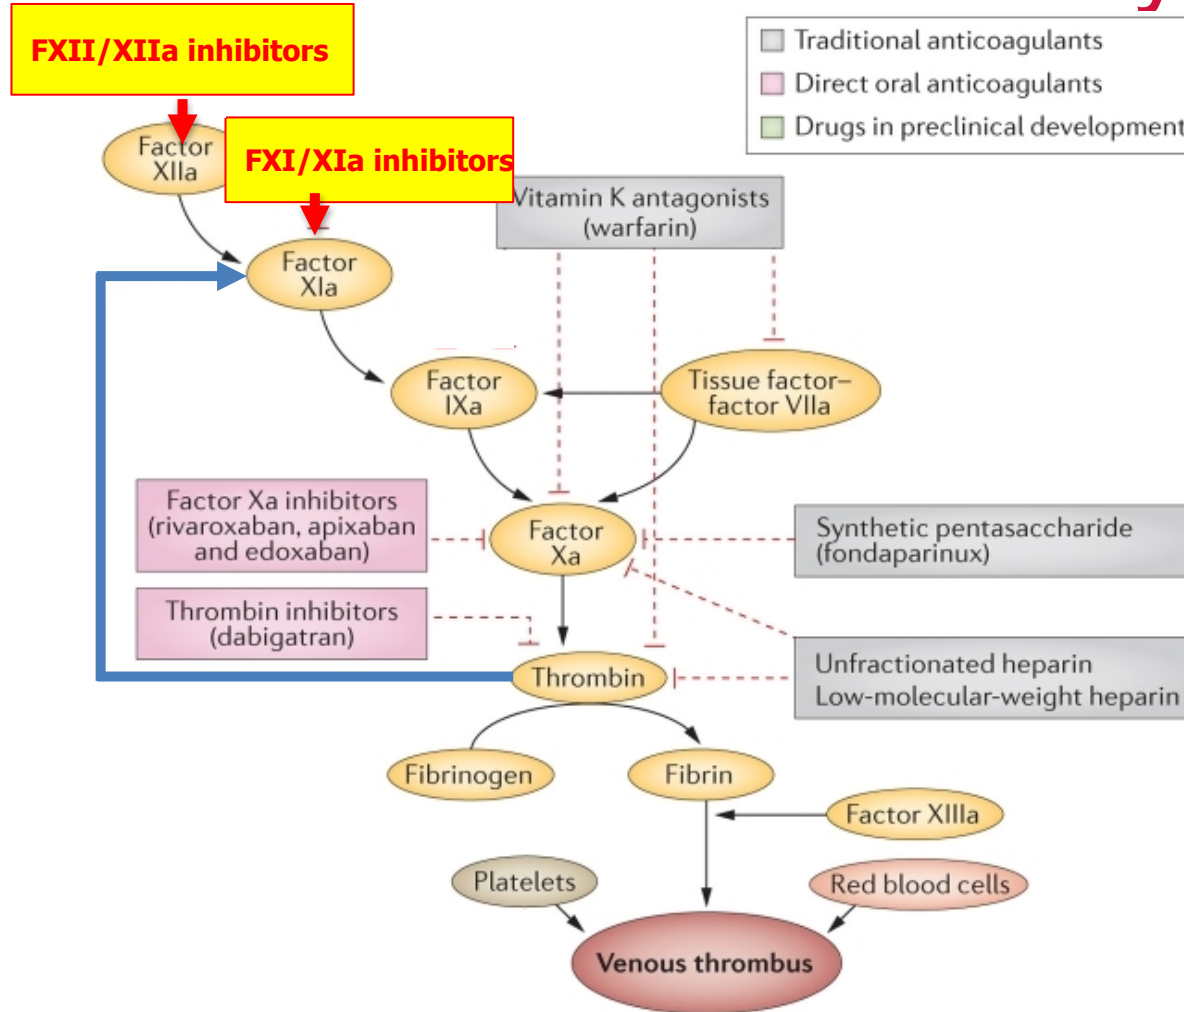 FXII/XIIa inhibitors
Traditional anticoagulants
Direct oral anticoagulants
Drugs in preclinical development
Factor
XIIa
FXI/XIa inhibitors
Vitamin K antagonists
(warfarin)
Factor
XIa
Factor
IXa
Tissue factor–
factor VIIa
Factor Xa inhibitors
(rivaroxaban, apixaban
and edoxaban)
Factor
Xa
Synthetic pentasaccharide
(fondaparinux)
Thrombin inhibitors
(dabigatran)
Thrombin
Unfractionated heparin
Low-molecular-weight heparin
Fibrinogen
Fibrin
Factor XIIIa
Platelets
Red blood cells
Venous thrombus